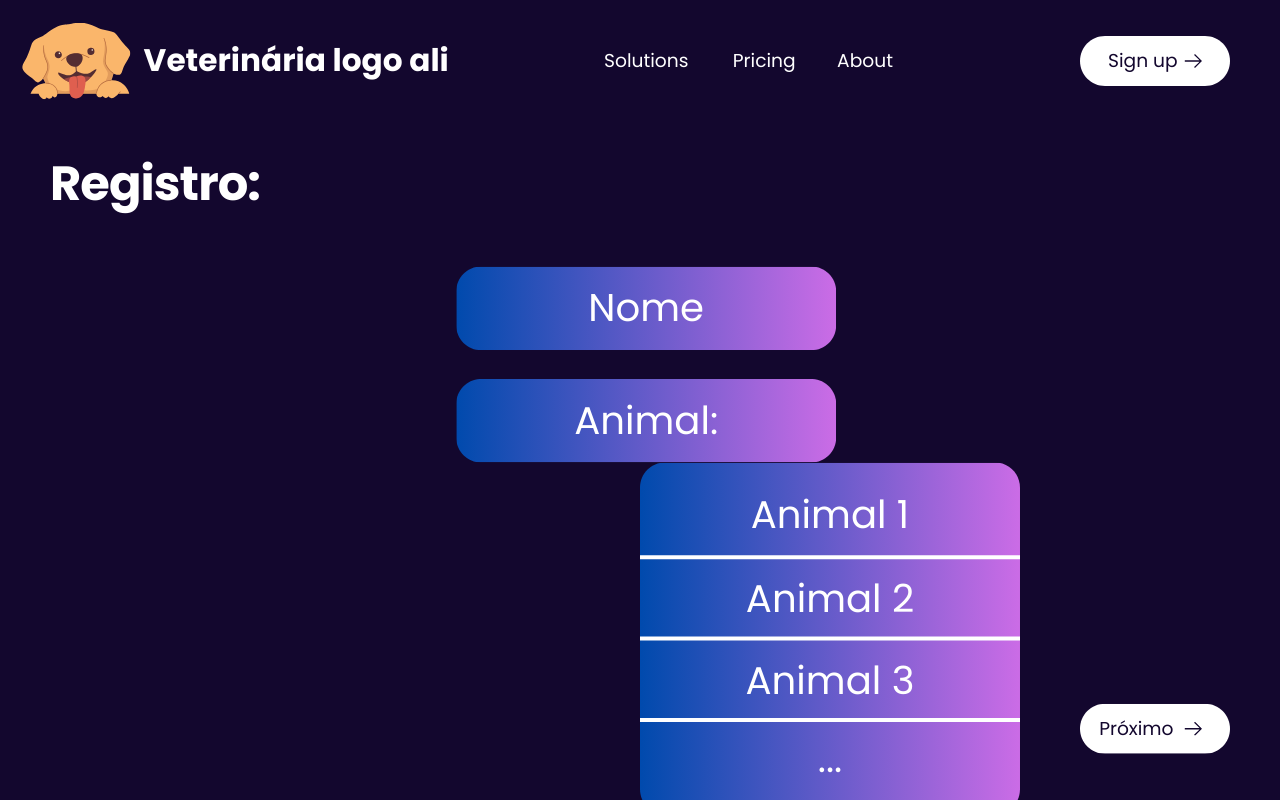 Veterinária logo ali
Solutions
Pricing
About
Sign up
Registro:
Nome
Animal:
Animal 1
Animal 2
Animal 3
...
Próximo